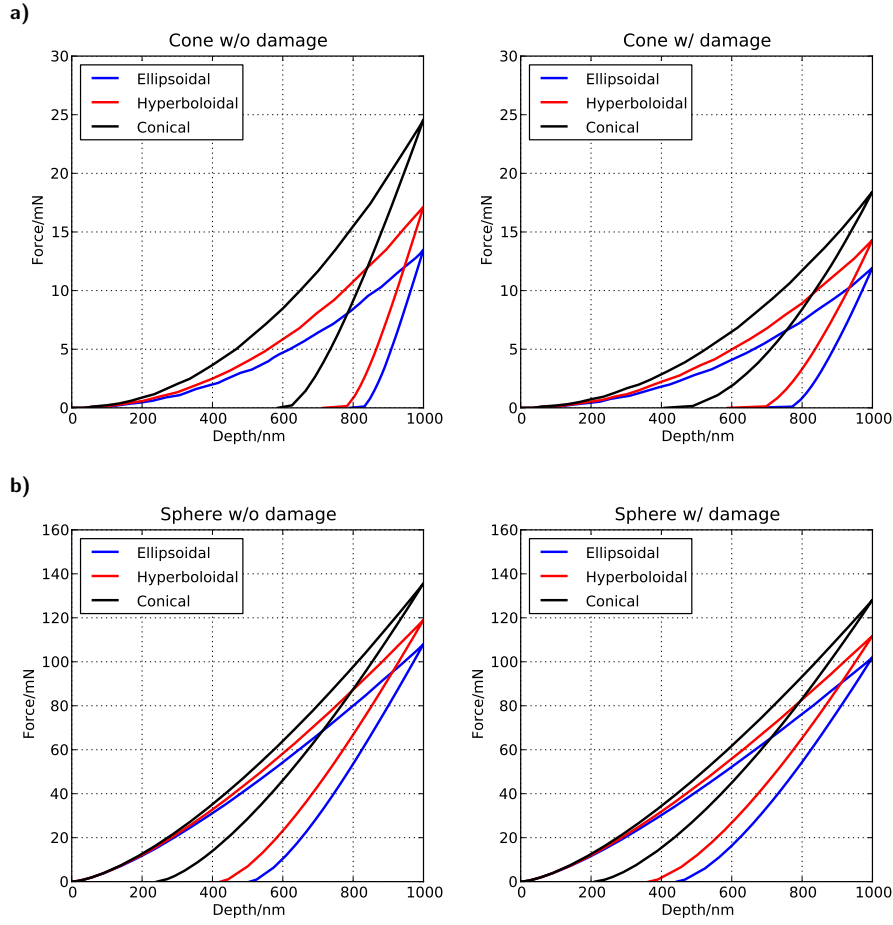 a)
Cone w/o damage
30
25
20
15
10
5
0
Force/mN
Ellipsoidal
Hyperboloidal
Conical
0 200 400 600 800 1000
Depth/nm
Cone w/ damage
30
25
20
15
10
5
0
Force/mN
Ellipsoidal
Hyperboloidal
Conical
0 200 400 600 800 1000
Depth/nm
b)
Sphere w/o damage
160
140
120
100
80
60
40
20
0
Force/mN
Ellipsoidal
Hyperboloidal
Conical
0 200 400 600 800 1000
Depth/nm
Sphere w/ damage
160
140
120
100
80
60
40
20
0
Force/mN
Ellipsoidal
Hyperboloidal
Conical
0 200 400 600 800 1000
Depth/nm